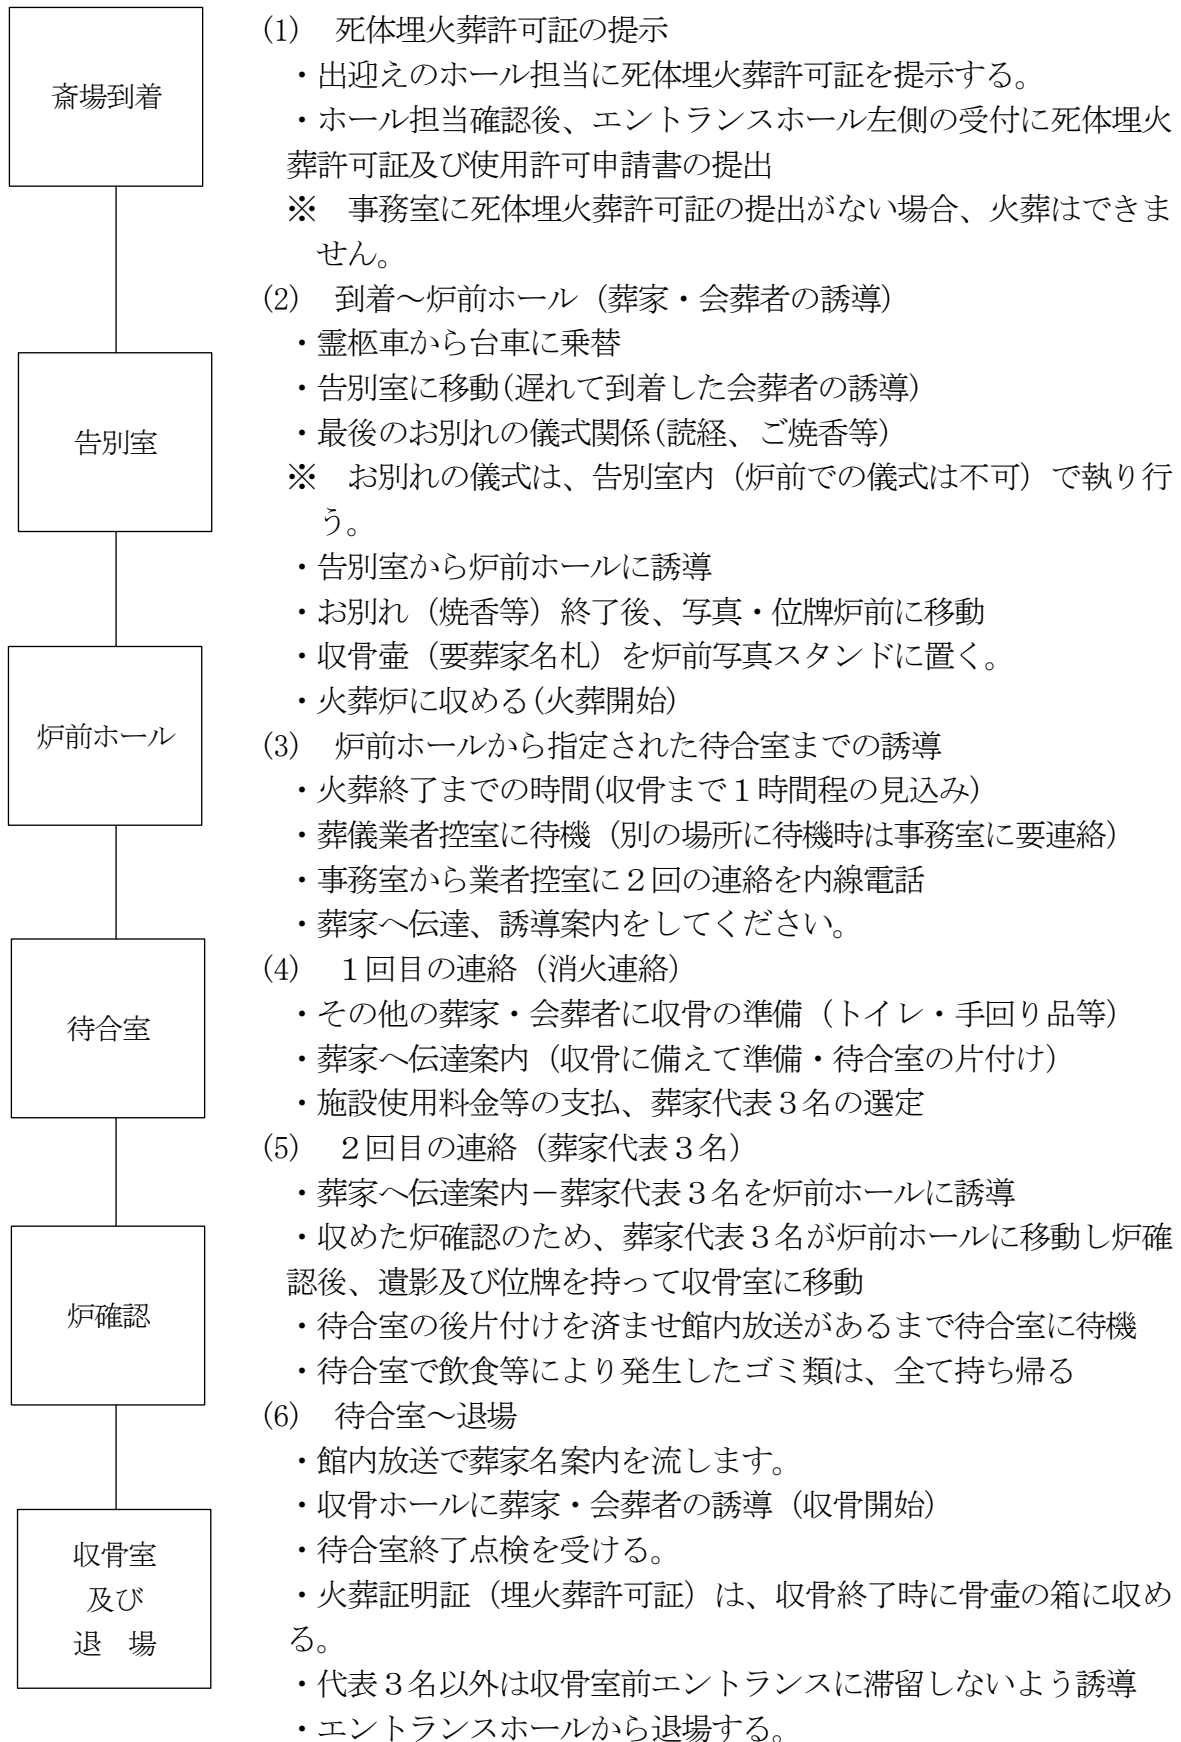 斎場到着
告別室
炉前ホール
待合室
炉確認
収骨室
及び
退　場
(1)　死体埋火葬許可証の提示
・出迎えのホール担当に死体埋火葬許可証を提示する。
・ホール担当確認後、エントランスホール左側の受付に死体埋火
葬許可証及び使用許可申請書の提出
※　事務室に死体埋火葬許可証の提出がない場合、火葬はできま
せん。
(2)　到着～炉前ホール（葬家・会葬者の誘導）
・霊柩車から台車に乗替
・告別室に移動(遅れて到着した会葬者の誘導)
・最後のお別れの儀式関係(読経、ご焼香等)
※　お別れの儀式は、告別室内（炉前での儀式は不可）で執り行
う。
・告別室から炉前ホールに誘導
・お別れ（焼香等）終了後、写真・位牌炉前に移動
・収骨壷（要葬家名札）を炉前写真スタンドに置く。
・火葬炉に収める(火葬開始)
(3)　炉前ホールから指定された待合室までの誘導
・火葬終了までの時間(収骨まで１時間程の見込み)
・葬儀業者控室に待機（別の場所に待機時は事務室に要連絡）
・事務室から業者控室に２回の連絡を内線電話
・葬家へ伝達、誘導案内をしてください。
(4)　１回目の連絡（消火連絡）
・その他の葬家・会葬者に収骨の準備（トイレ・手回り品等）
・葬家へ伝達案内（収骨に備えて準備・待合室の片付け）
・施設使用料金等の支払、葬家代表３名の選定
(5)　２回目の連絡（葬家代表３名）
・葬家へ伝達案内－葬家代表３名を炉前ホールに誘導
・収めた炉確認のため、葬家代表３名が炉前ホールに移動し炉確
認後、遺影及び位牌を持って収骨室に移動
・待合室の後片付けを済ませ館内放送があるまで待合室に待機
・待合室で飲食等により発生したゴミ類は、全て持ち帰る
(6)　待合室～退場
・館内放送で葬家名案内を流します。
・収骨ホールに葬家・会葬者の誘導（収骨開始）
・待合室終了点検を受ける。
・火葬証明証（埋火葬許可証）は、収骨終了時に骨壷の箱に収め
る。
・代表３名以外は収骨室前エントランスに滞留しないよう誘導
・エントランスホールから退場する。